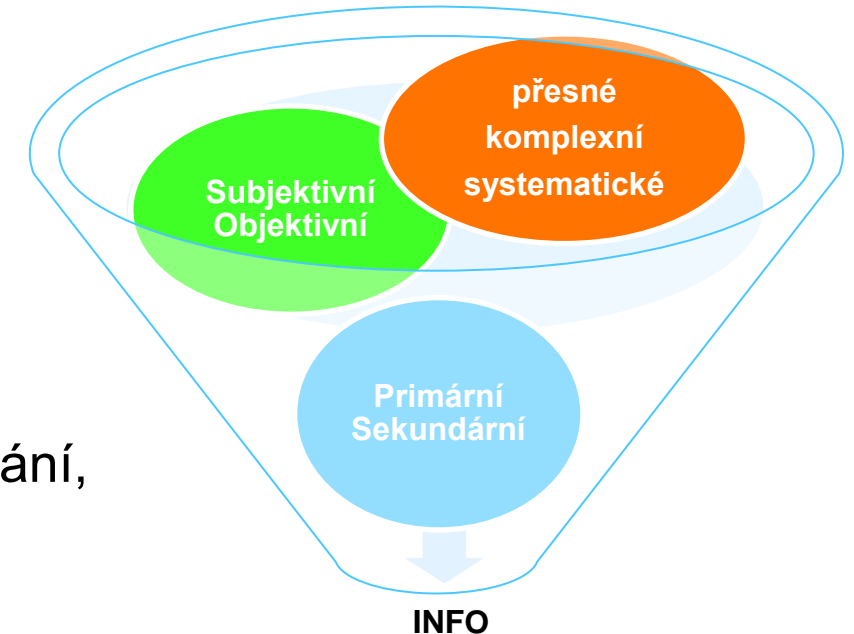 přesné
komplexní
systematické
Subjektivní
Objektivní
Primární
Sekundární
ání,
INFO